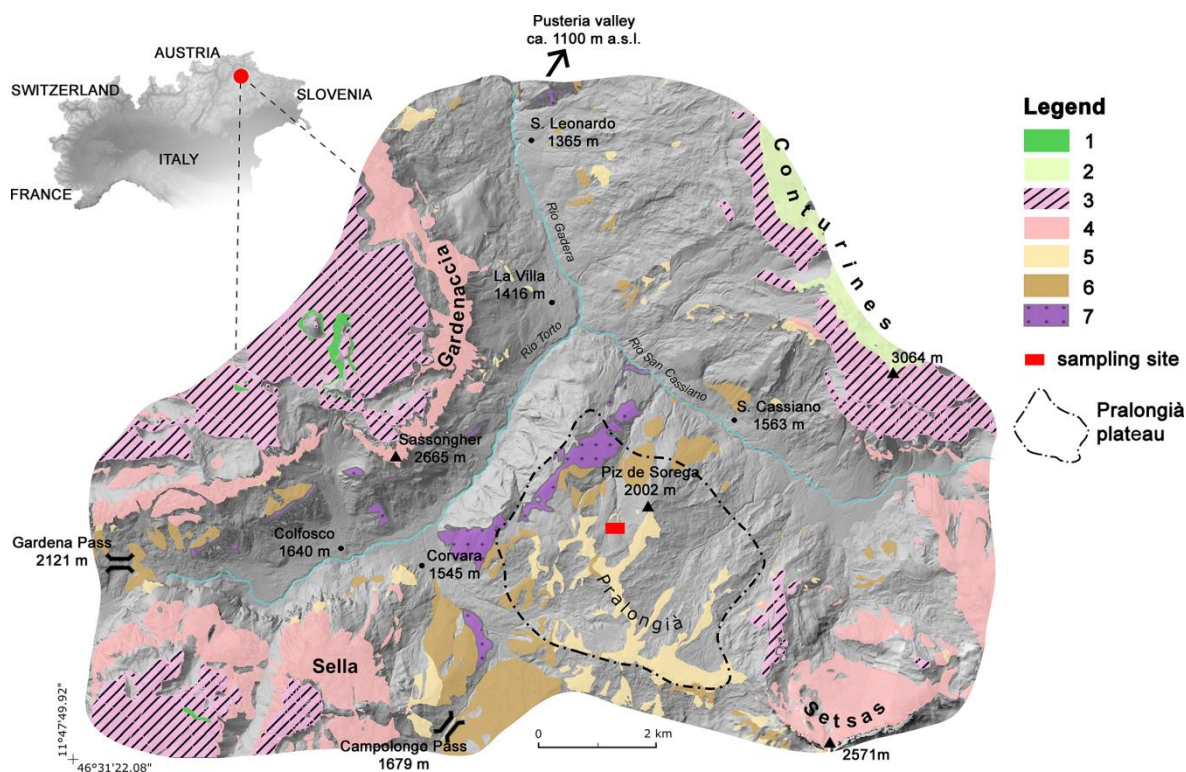 Pusteria valley
ca. 1100 m a.s.l.
AUSTRIA
SWITZERLAND
SLOVENIA
ITALY
FRANCE
S. Leonardo
1365 m
Rio Gadera
Conturines
Gardenaccia
La Villa
1416 m
Rio Torto
Rio San Cassiano
3064 m
S. Cassiano
1563 m
Sassongher
2665 m
Piz de Sorega
2002 m
Gardena Pass
2121 m
Colfosco
1640 m
Corvara
1545 m
Pralongià
Sella
Setsas
2571m
Campolongo Pass
1679 m
0 2 km
11°47'49.92"
46°31'22.08"
Legend
1
2
3
4
5
6
7
sampling site
Pralongià
plateau